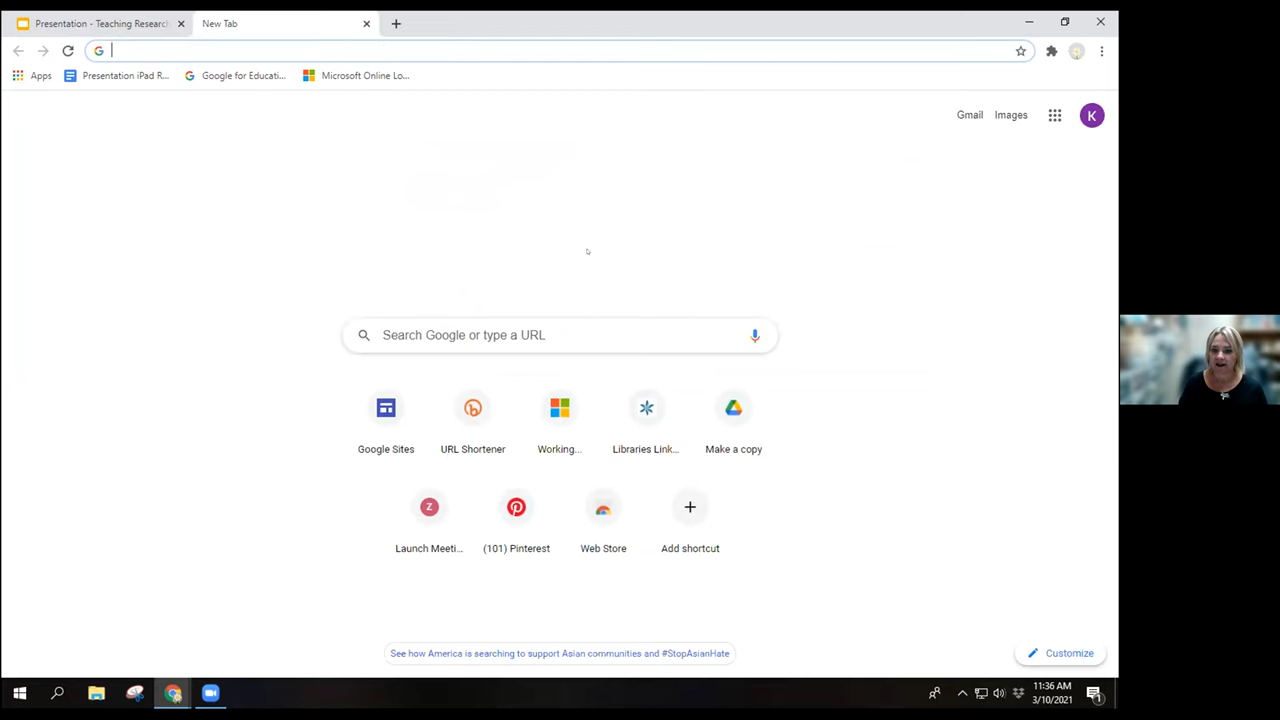 Presentation - Teaching Research
New Tab
Apps
Presentation iPad R...
Google for Educati...
Microsoft Online Lo...
Gmail
Images
K
Search Google or type a URL
Google Sites
URL Shortener
Working...
Libraries Link...
Make a copy
Z
Launch Meeti...
(101) Pinterest
Web Store
Add shortcut
See how America is searching to support Asian communities and #StopAsianHate
Customize
11:36 AM
3/10/2021
1